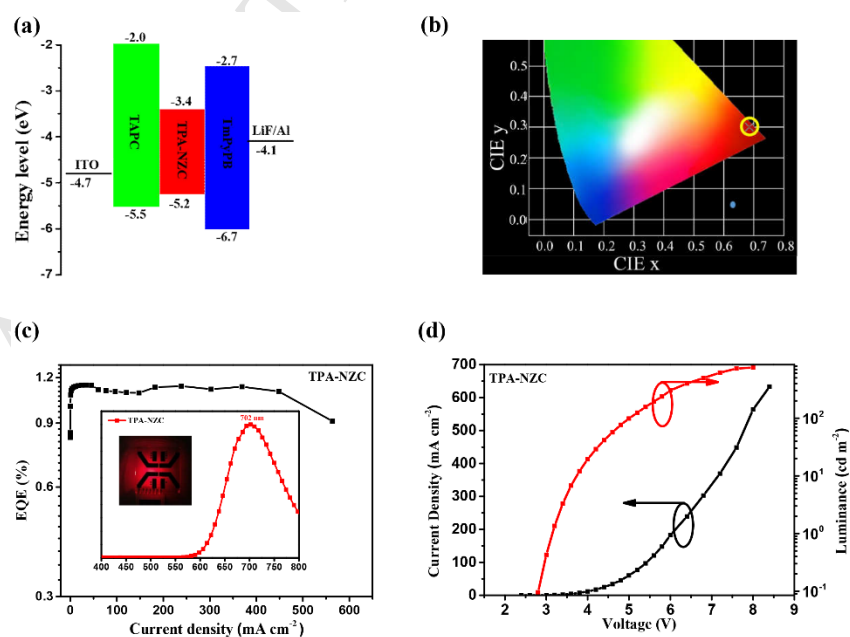 (a)
Energy level (eV)
-2
-3
-4
-5
-6
-7
ITO
-4.7
-2.0
TAPC
-5.5
-3.4
TPA-NZC
-5.2
-2.7
TmPyPB
-6.7
LiF/Al
-4.1
(b)
CIE y
0.5
0.4
0.3
0.2
0.1
0.0
0.0 0.1 0.2 0.3 0.4 0.5 0.6 0.7 0.8
CIE x
(c)
TPA-NZC
EQE (%)
1.2
0.9
0.6
0.3
TPA-NZC
702 nm
400 450 500 550 600 650 700 750 800
0 100 200 300 400 500 600
Current density (mA cm-2)
(d)
TPA-NZC
Current Density (mA cm-2)
700
600
500
400
300
200
100
0
Luminance (cd m-2)
102
101
100
10-1
2 3 4 5 6 7 8 9
Voltage (V)